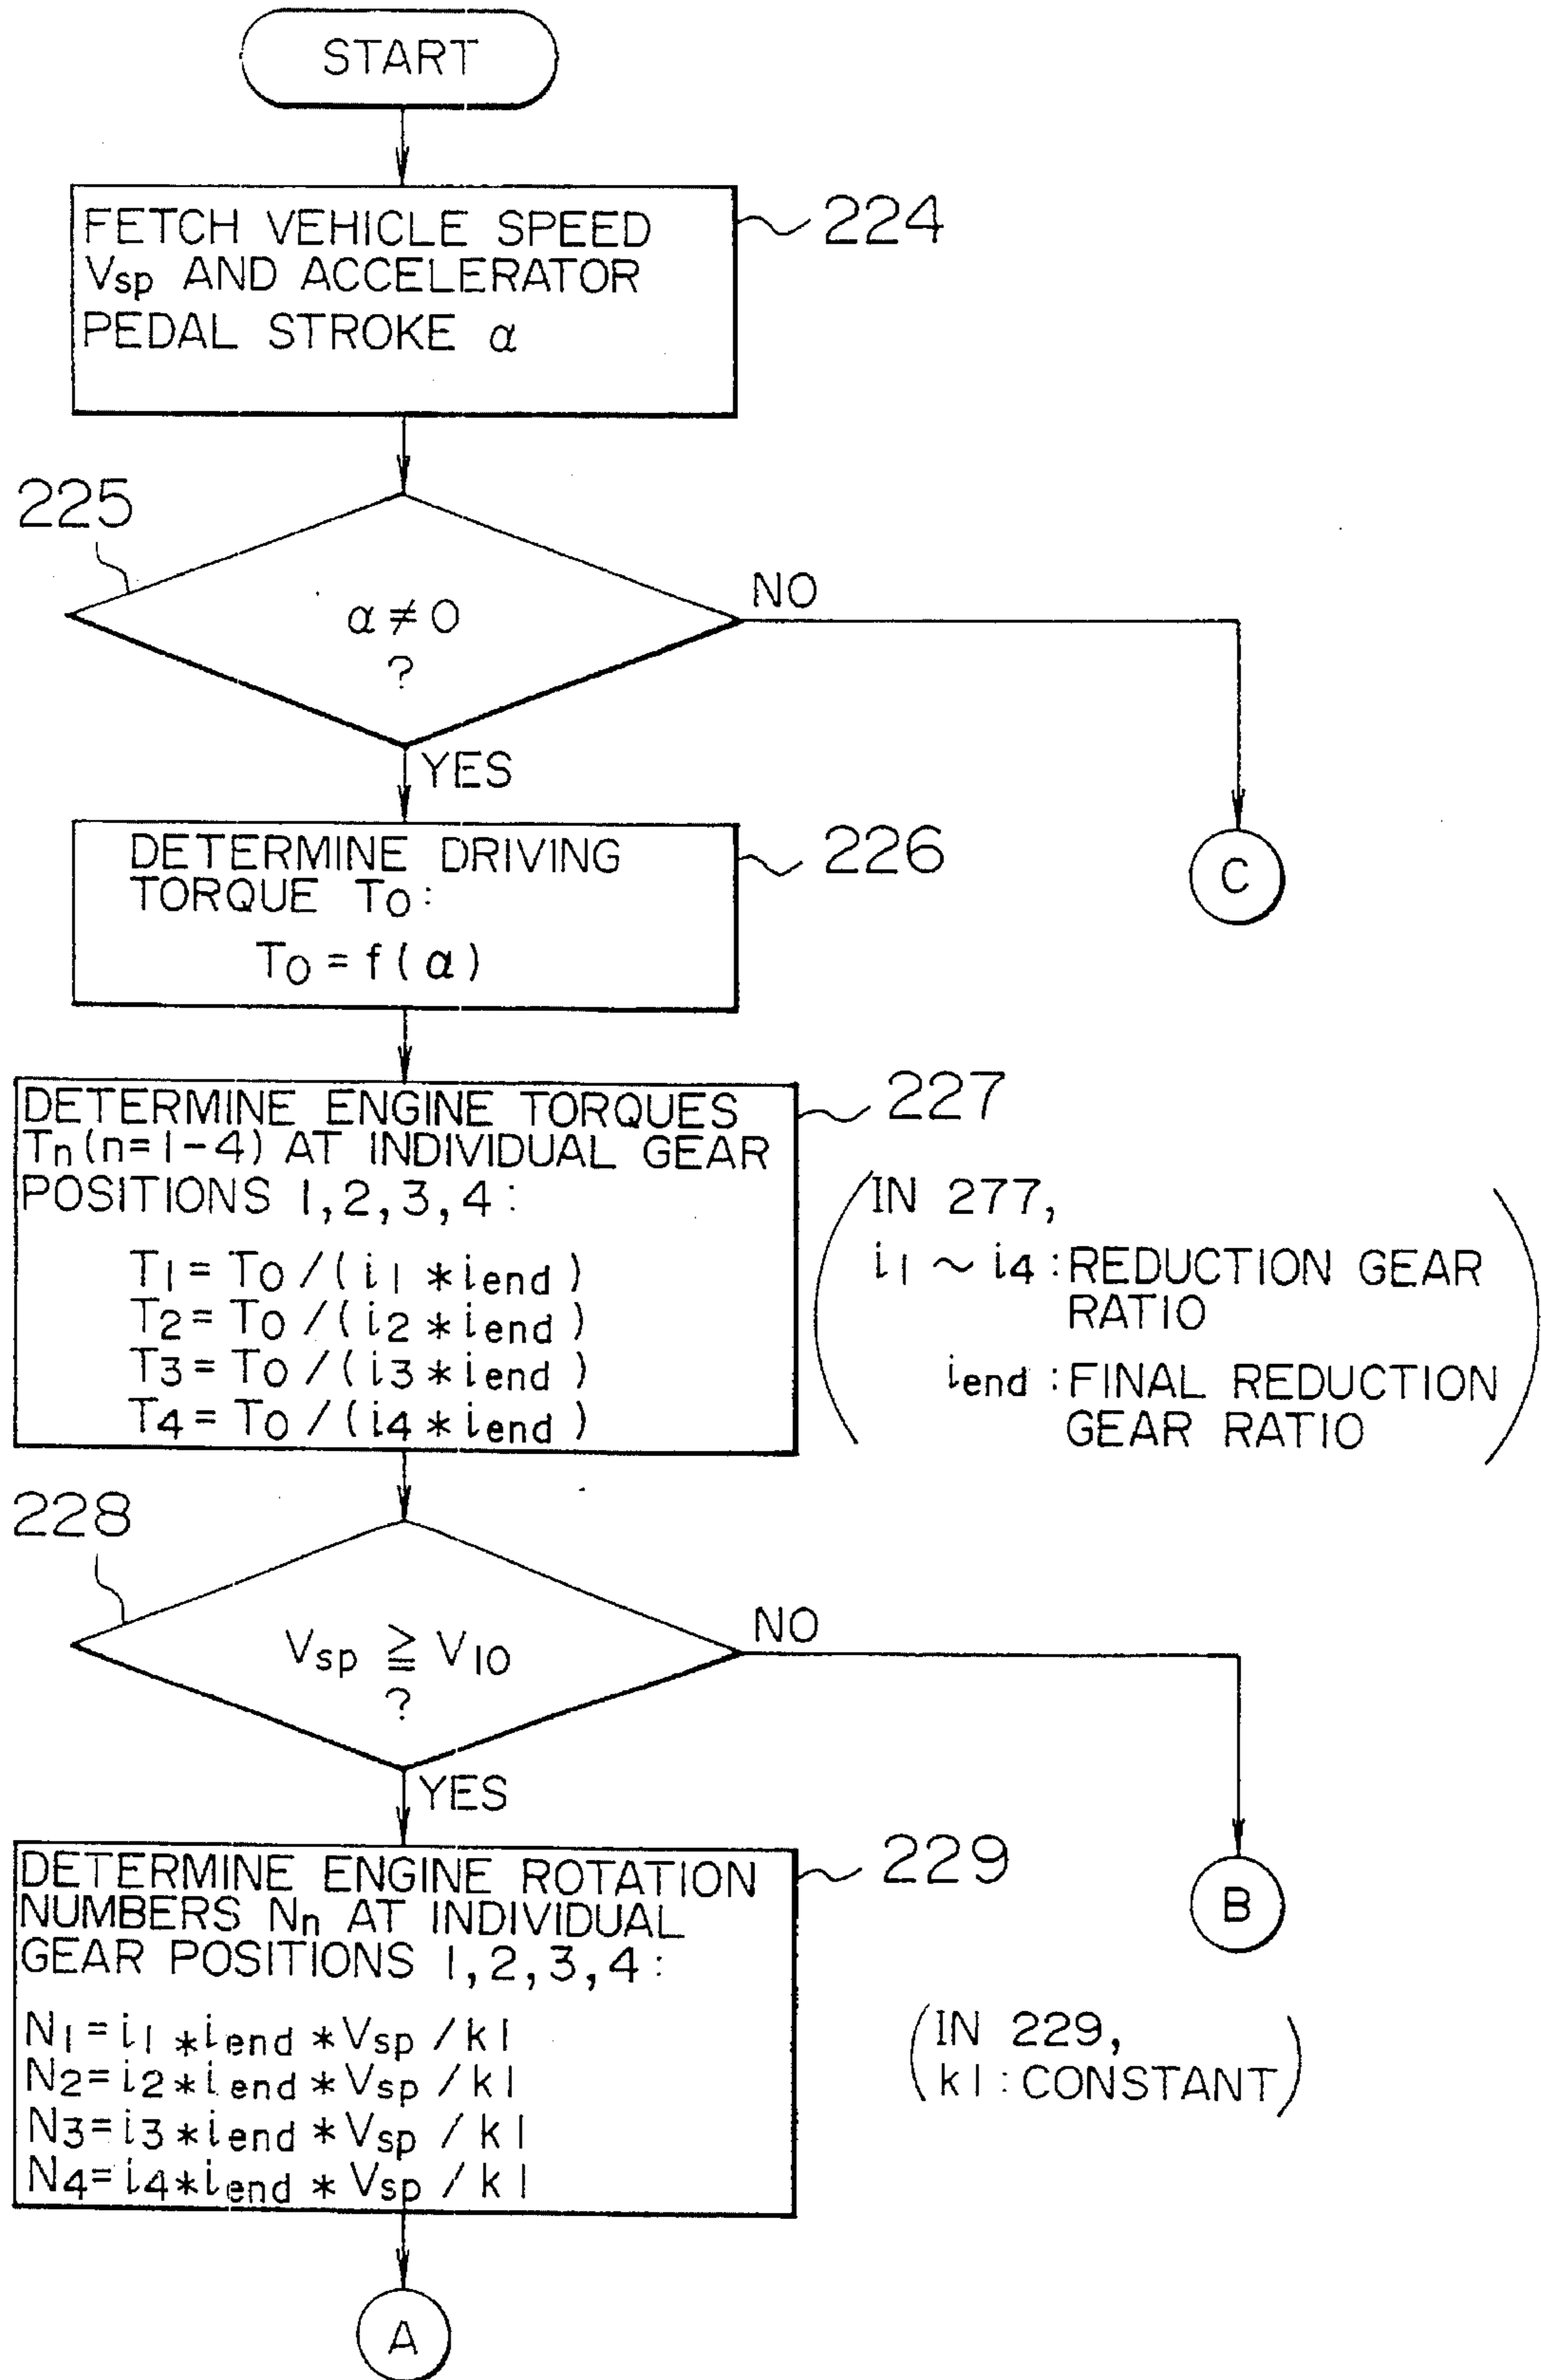 START
FETCH VEHICLE SPEED
Vsp AND ACCELERATOR
PEDAL STROKE α
224
225
α ≠ 0
?
NO
YES
C
DETERMINE DRIVING
TORQUE To:
To = f(α)
226
DETERMINE ENGINE TORQUES
Tn(n=1-4) AT INDIVIDUAL GEAR
POSITIONS 1,2,3,4:
T1 = To /(i1 * iend)
T2 = To /(i2 * iend)
T3 = To /(i3 * iend)
T4 = To /(i4 * iend)
227
IN 277,
i1 ~ i4 : REDUCTION GEAR
RATIO
iend : FINAL REDUCTION
GEAR RATIO
228
Vsp ≧ V10
?
NO
YES
B
DETERMINE ENGINE ROTATION
NUMBERS Nn AT INDIVIDUAL
GEAR POSITIONS 1,2,3,4:
N1 = i1 * iend * Vsp / k1
N2 = i2 * iend * Vsp / k1
N3 = i3 * iend * Vsp / k1
N4 = i4 * iend * Vsp / k1
229
(IN 229,
k1 : CONSTANT)
A